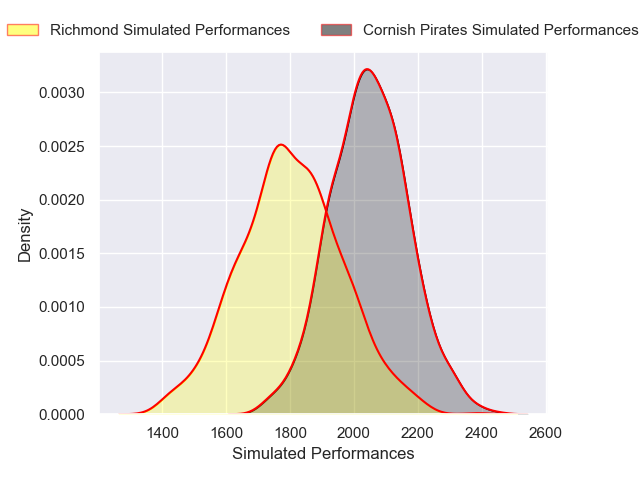 Richmond Simulated Performances Cornish Pirates Simulated Performances
0.0030
0.0025
0.0020
0.0015
0.0010
0.0005
0.0000
Density
1400 1600 1800 2000 2200 2400 2600
Simulated Performances